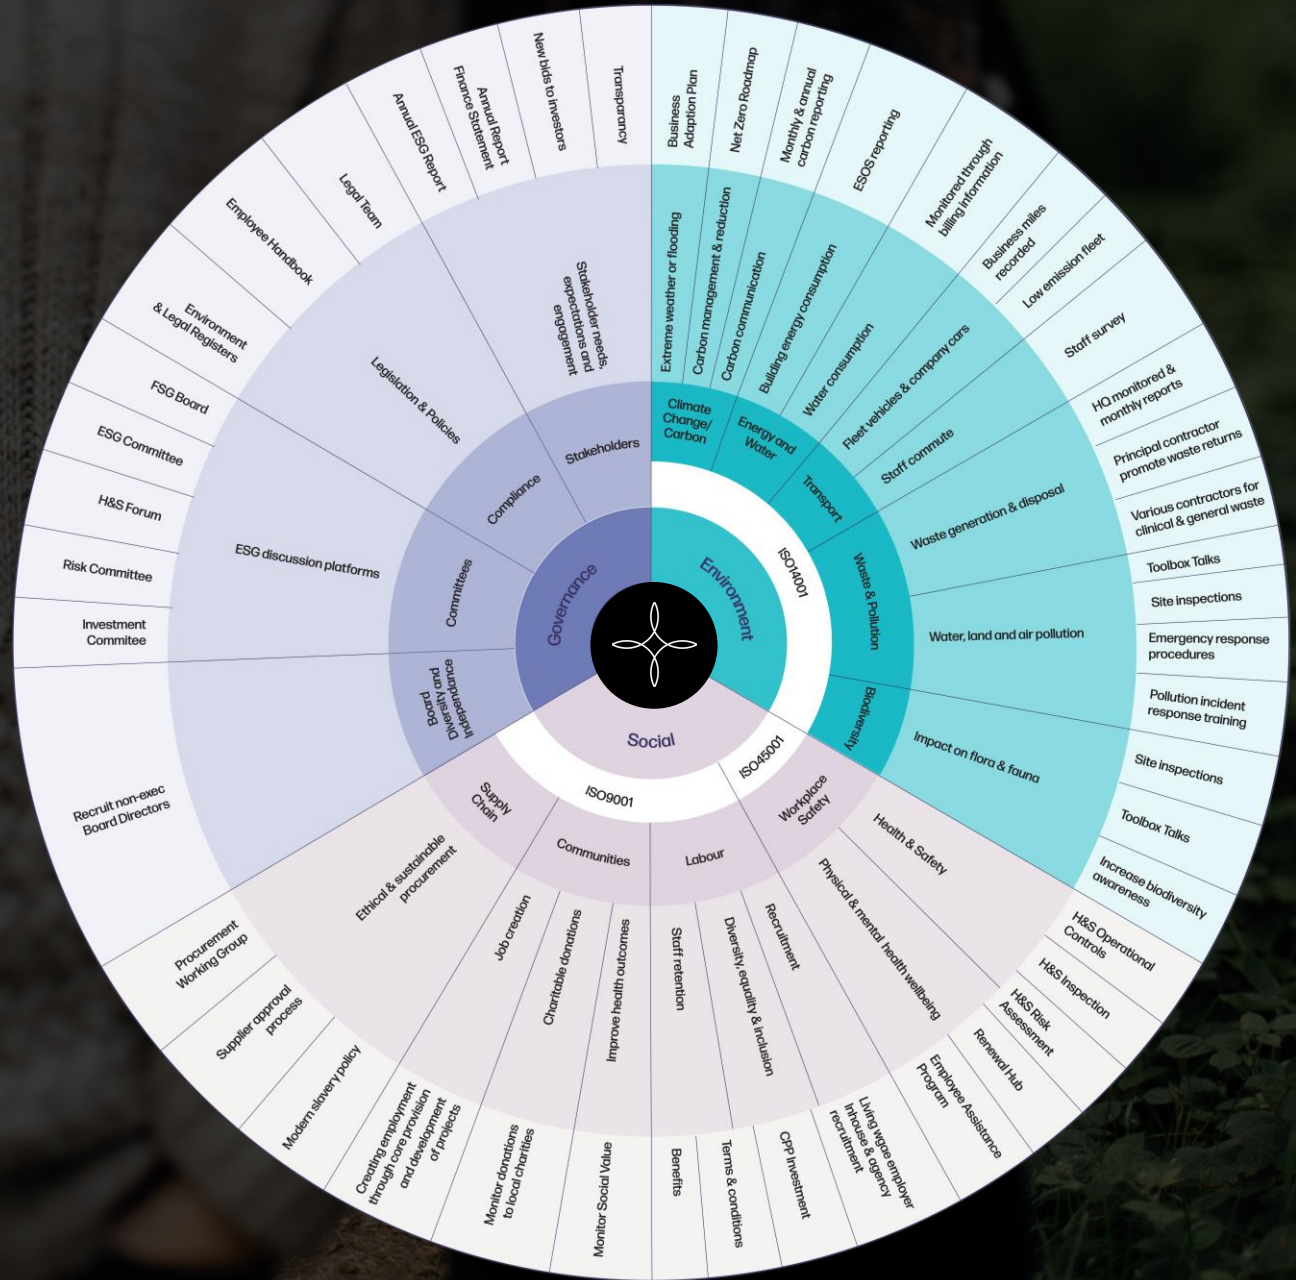 Transparency
New bids to investors
Annual Report
Finance Statement
Annual ESG Report
Legal Team
Employee Handbook
Environment
& Legal Registers
FSG Board
ESG Committee
H&S Forum
Risk Committee
Investment
Commitee
Recruit non-exec
Board Directors
Stakeholder needs,
expectations and
engagement
Legislation & Policies
ESG discussion platforms
Stakeholders
Compliance
Committees
Board
Diversity and
Independance
Governance
Business
Adaption Plan
Net Zero Roadmap
Monthly & annual
carbon reporting
ESOS reporting
Monitored through
billing information
Business miles
recorded
Low emission fleet
Staff survey
HQ monitored &
monthly reports
Principal contractor
promote waste returns
Various contractors for
clinical & general waste
Toolbox Talks
Site inspections
Emergency response
procedures
Pollution incident
response training
Site inspections
Toolbox Talks
Increase biodiversity
awareness
Extreme weather or flooding
Carbon management & reduction
Carbon communication
Building energy consumption
Water consumption
Fleet vehicles & company cars
Staff commute
Waste generation & disposal
Water, land and air pollution
Impact on flora & fauna
Climate
Change/
Carbon
Energy and
Water
Transport
Waste & Pollution
Biodiversity
ISO14001
Environment
Social
ISO45001
ISO9001
Workplace
Safety
Labour
Communities
Supply
Chain
Health & Safety
Physical & mental health wellbeing
Recruitment
Diversity, equality & inclusion
Staff retention
Improve health outcomes
Charitable donations
Job creation
Ethical & sustainable
procurement
H&S Operational
Controls
H&S Inspection
H&S Risk
Assessment
Renewal Hub
Employee Assistance
Program
Living wgae employer
Inhouse & agency
recruitment
CPP Investment
Terms & conditions
Benefits
Monitor Social Value
Monitor donations
to local charities
Creating employment
through core provision
and development
of projects
Modern slavery policy
Supplier approval
process
Procurement
Working Group